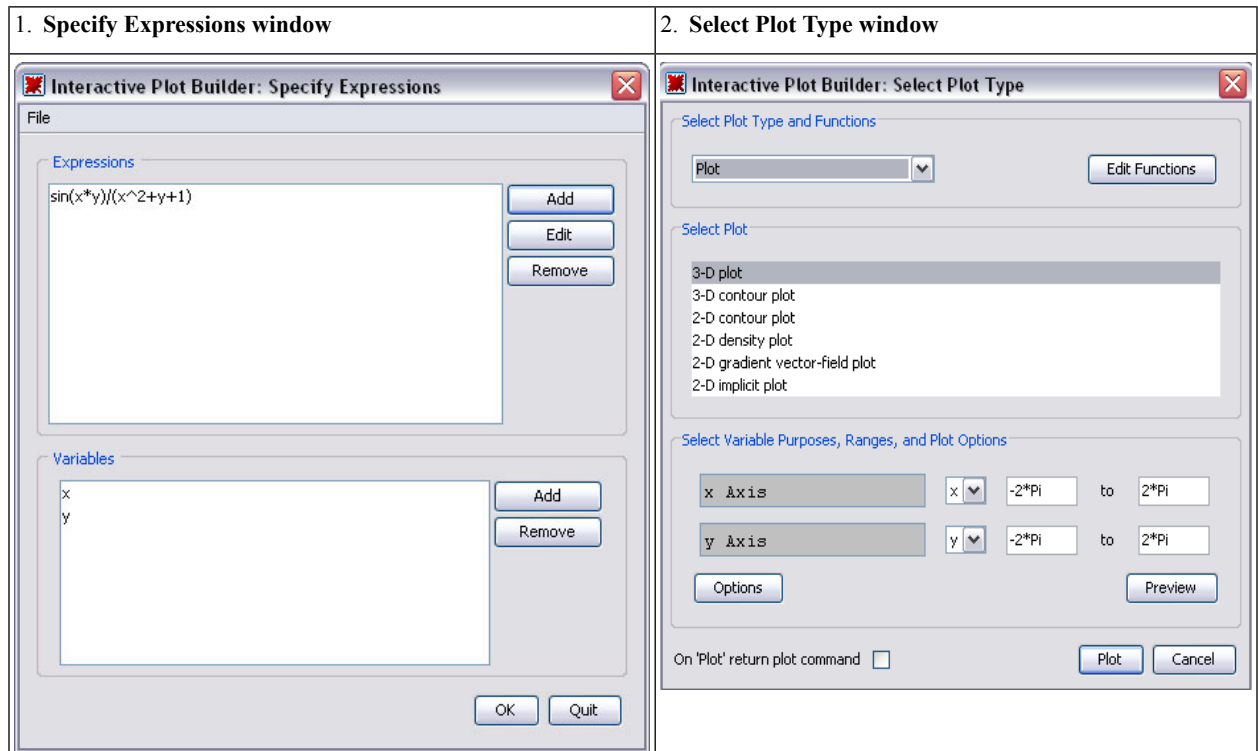 1. Specify Expressions window
Interactive Plot Builder: Specify Expressions
File
Expressions
sin(x*y)/(x^2+y+1)
Add
Edit
Remove
Variables
x
y
Add
Remove
OK
Quit
2. Select Plot Type window
Interactive Plot Builder: Select Plot Type
Select Plot Type and Functions
Plot
Edit Functions
Select Plot
3-D plot
3-D contour plot
2-D contour plot
2-D density plot
2-D gradient vector-field plot
2-D implicit plot
Select Variable Purposes, Ranges, and Plot Options
x Axis x -2*Pi to 2*Pi
y Axis y -2*Pi to 2*Pi
Options
Preview
On 'Plot' return plot command
Plot
Cancel